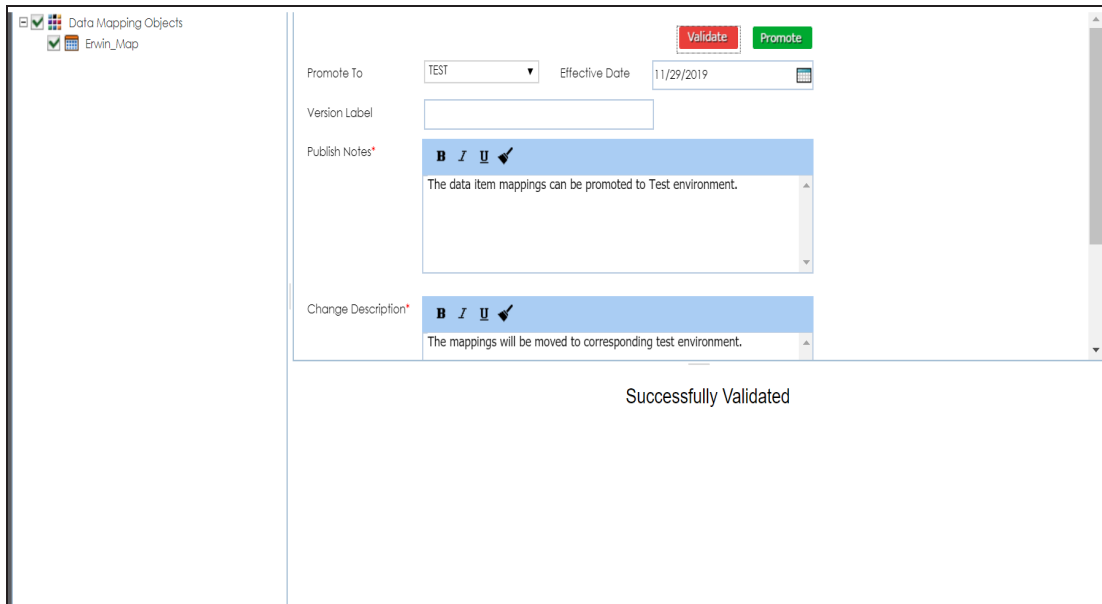 Data Mapping Objects
Erwin_Map
Validate Promote
Promote To TEST Effective Date 11/29/2019
Version Label
Publish Notes* B I U
The data item mappings can be promoted to Test environment.
Change Description* B I U
The mappings will be moved to corresponding test environment.
Successfully Validated